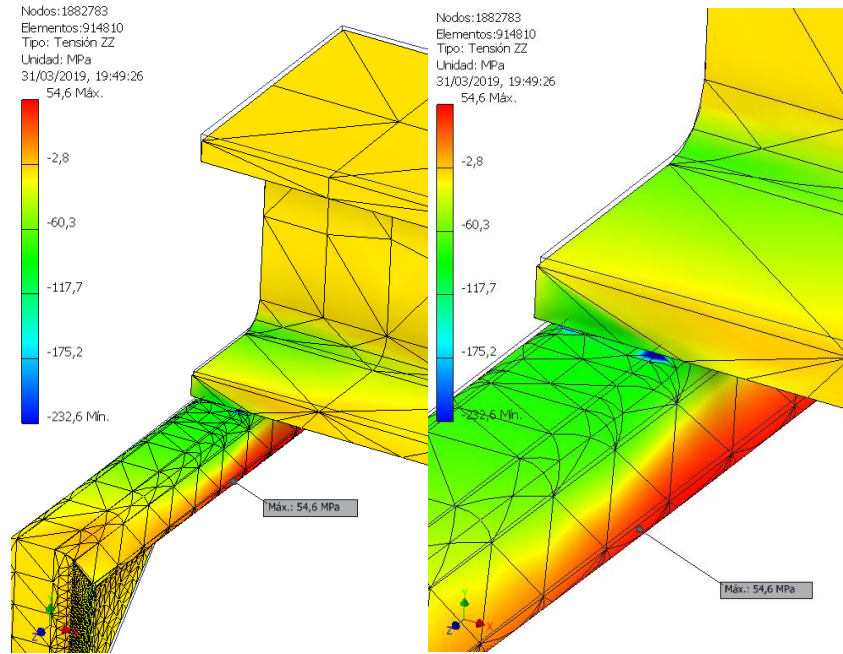 Nodos:1882783
Elementos:914810
Tipo: Tensión ZZ
Unidad: MPa
31/03/2019, 19:49:26
54,6 Máx.
-2,8
-60,3
-117,7
-175,2
-232,6 Mín.
Máx.: 54,6 MPa
Y
Z
X
Nodos:1882783
Elementos:914810
Tipo: Tensión ZZ
Unidad: MPa
31/03/2019, 19:49:26
54,6 Máx.
-2,8
-60,3
-117,7
-175,2
-232,6 Mín.
Máx.: 54,6 MPa
Y
Z
X